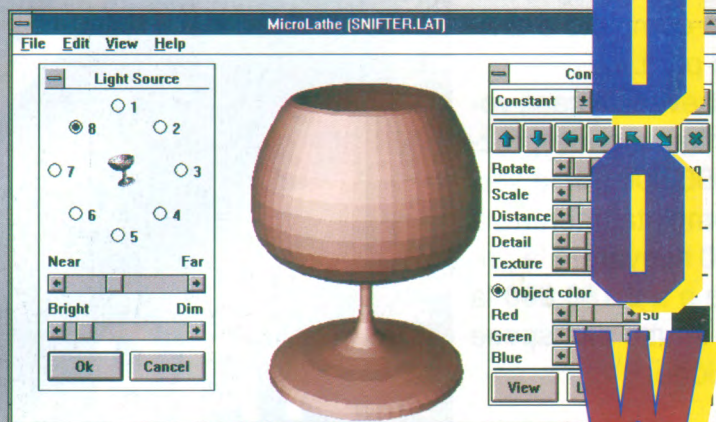 MicroLathe (SNIFTER.LAT)
File Edit View Help
Light Source
1
8 2
7 3
6 4
5
Near Far
Bright Dim
Ok Cancel
Constant
Rotate
Scale
Distance
Detail
Texture
Object color
Red 50
Green
Blue
View
O
O
W